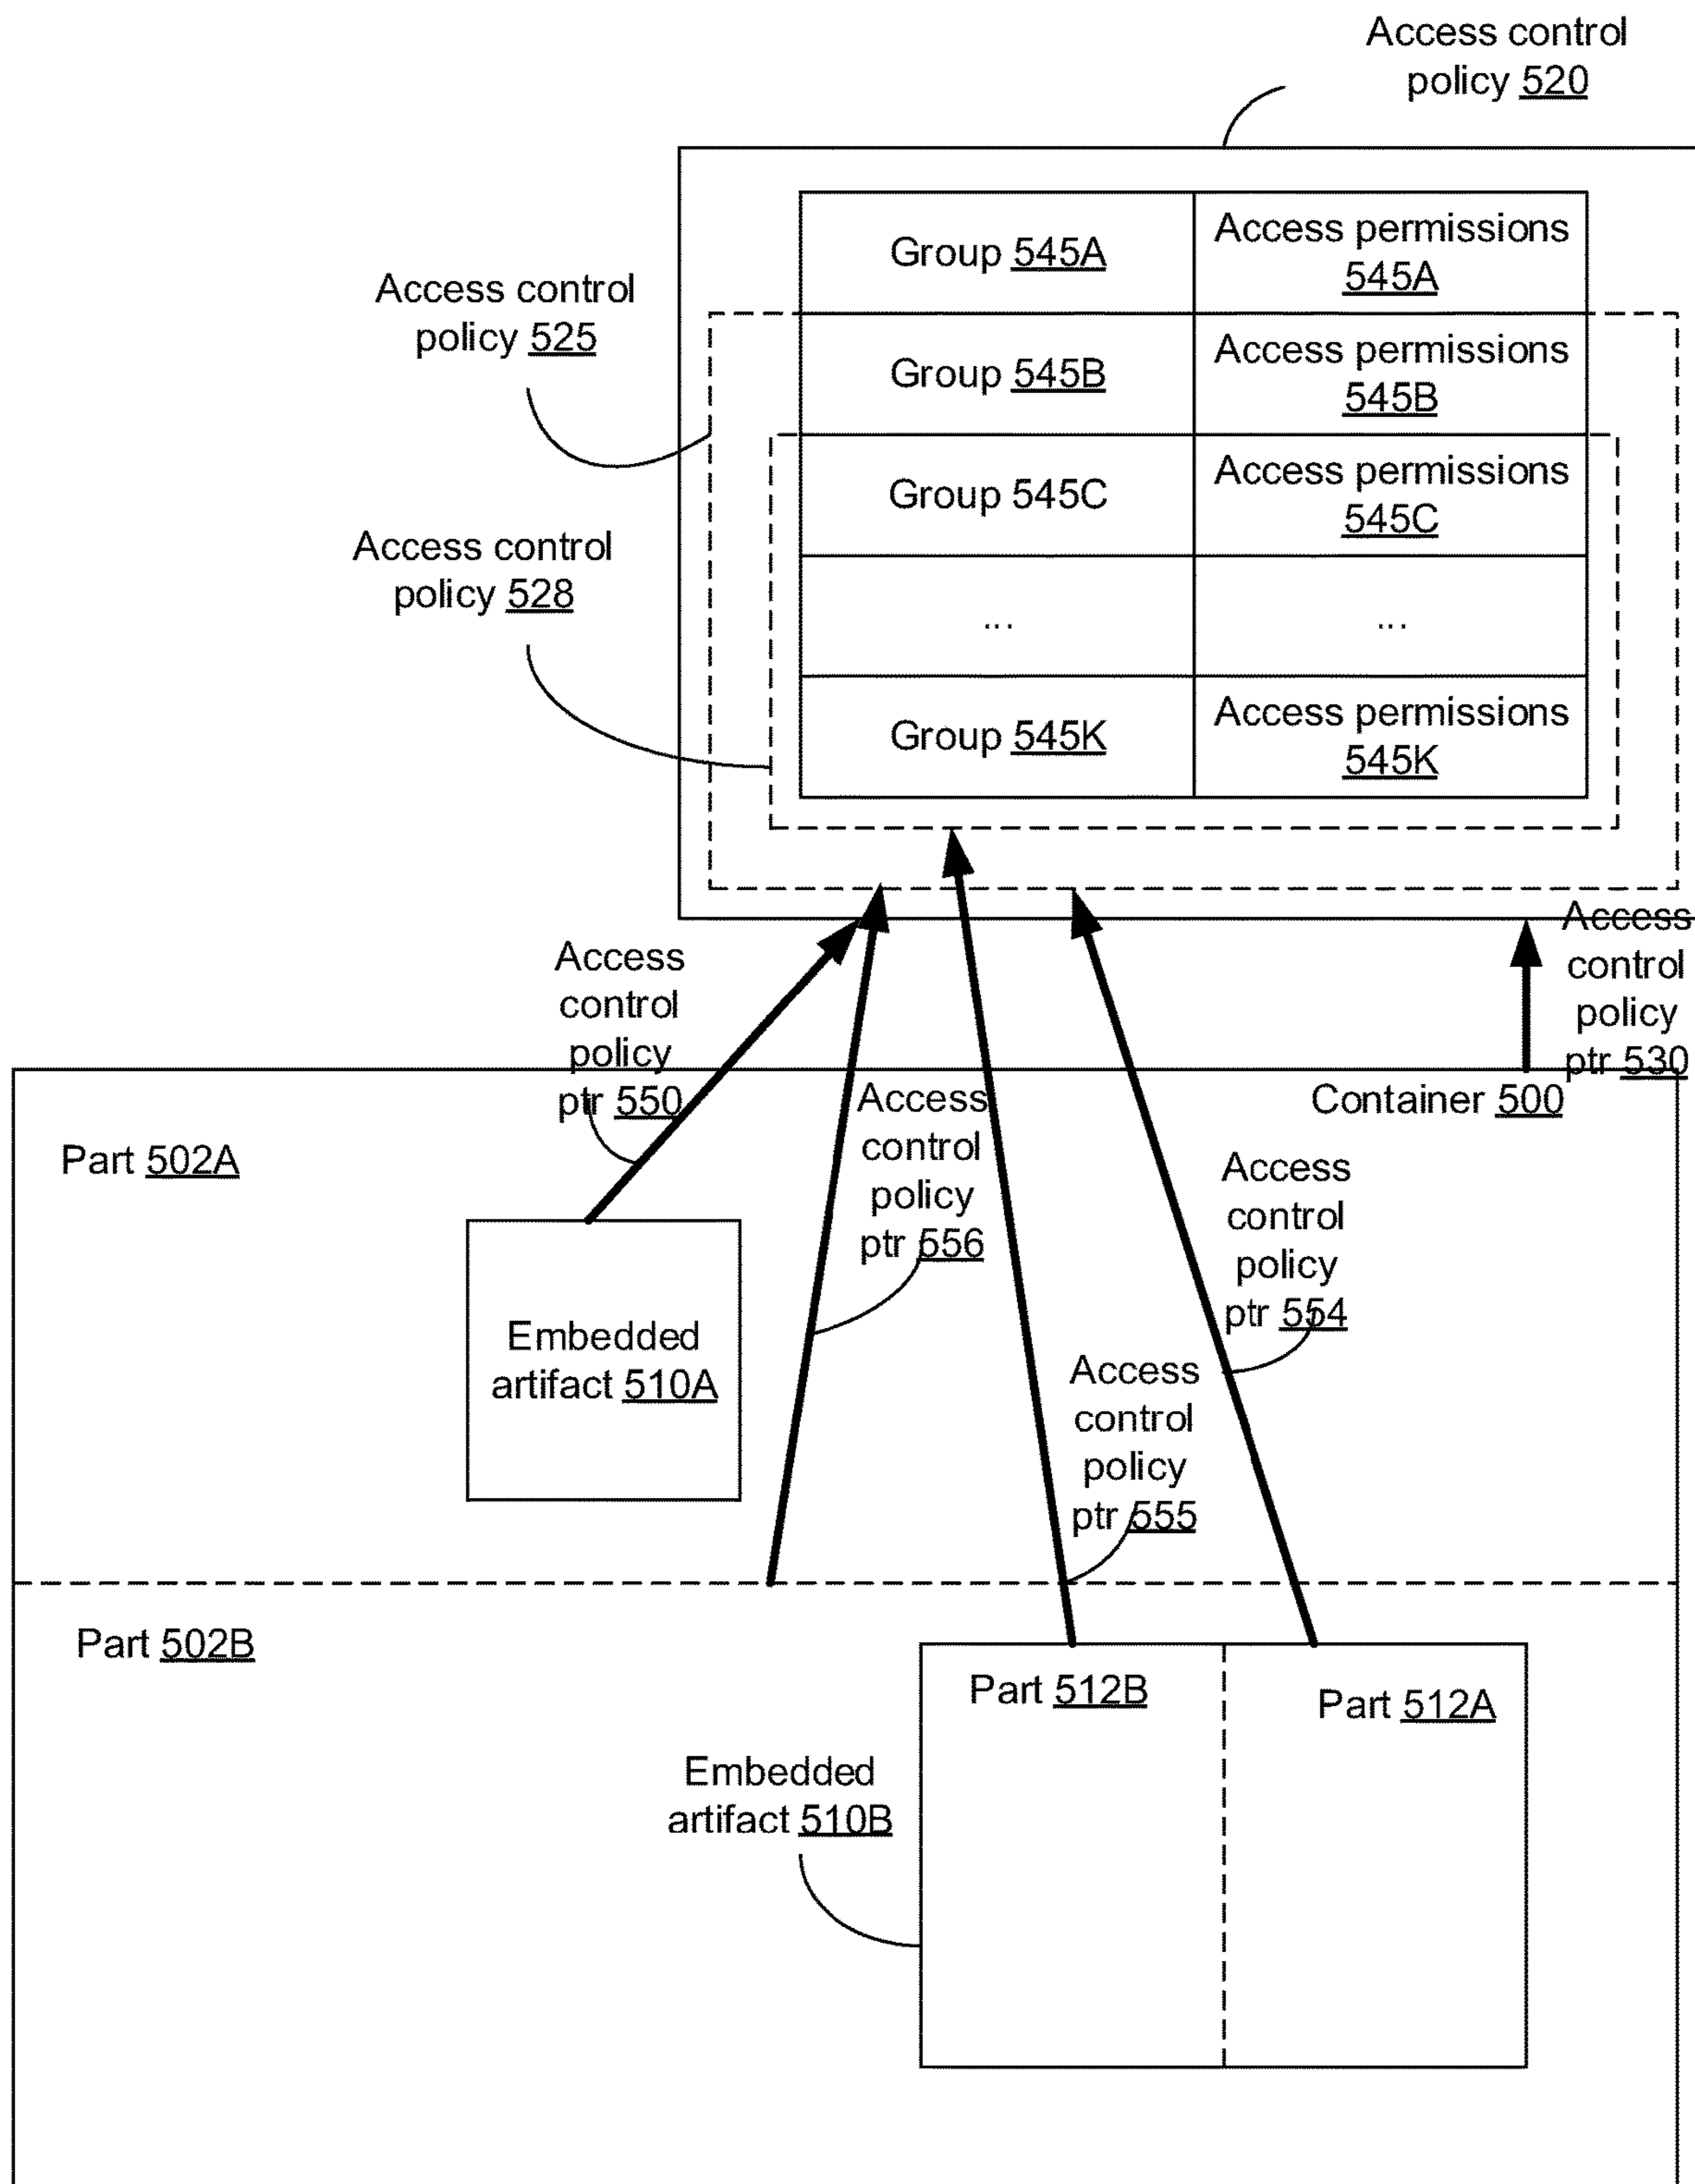 Access control
policy 520
Group 545A
Access permissions
545A
Access control
policy 525
Group 545B
Access permissions
545B
Group 545C
Access permissions
545C
Access control
policy 528
...
...
Group 545K
Access permissions
545K
Access
control
policy
ptr 550
Access
control
policy
ptr 530
Container 500
Part 502A
Access
control
policy
ptr 556
Access
control
policy
ptr 554
Embedded
artifact 510A
Access
control
policy
ptr 555
Part 502B
Part 512B
Part 512A
Embedded
artifact 510B